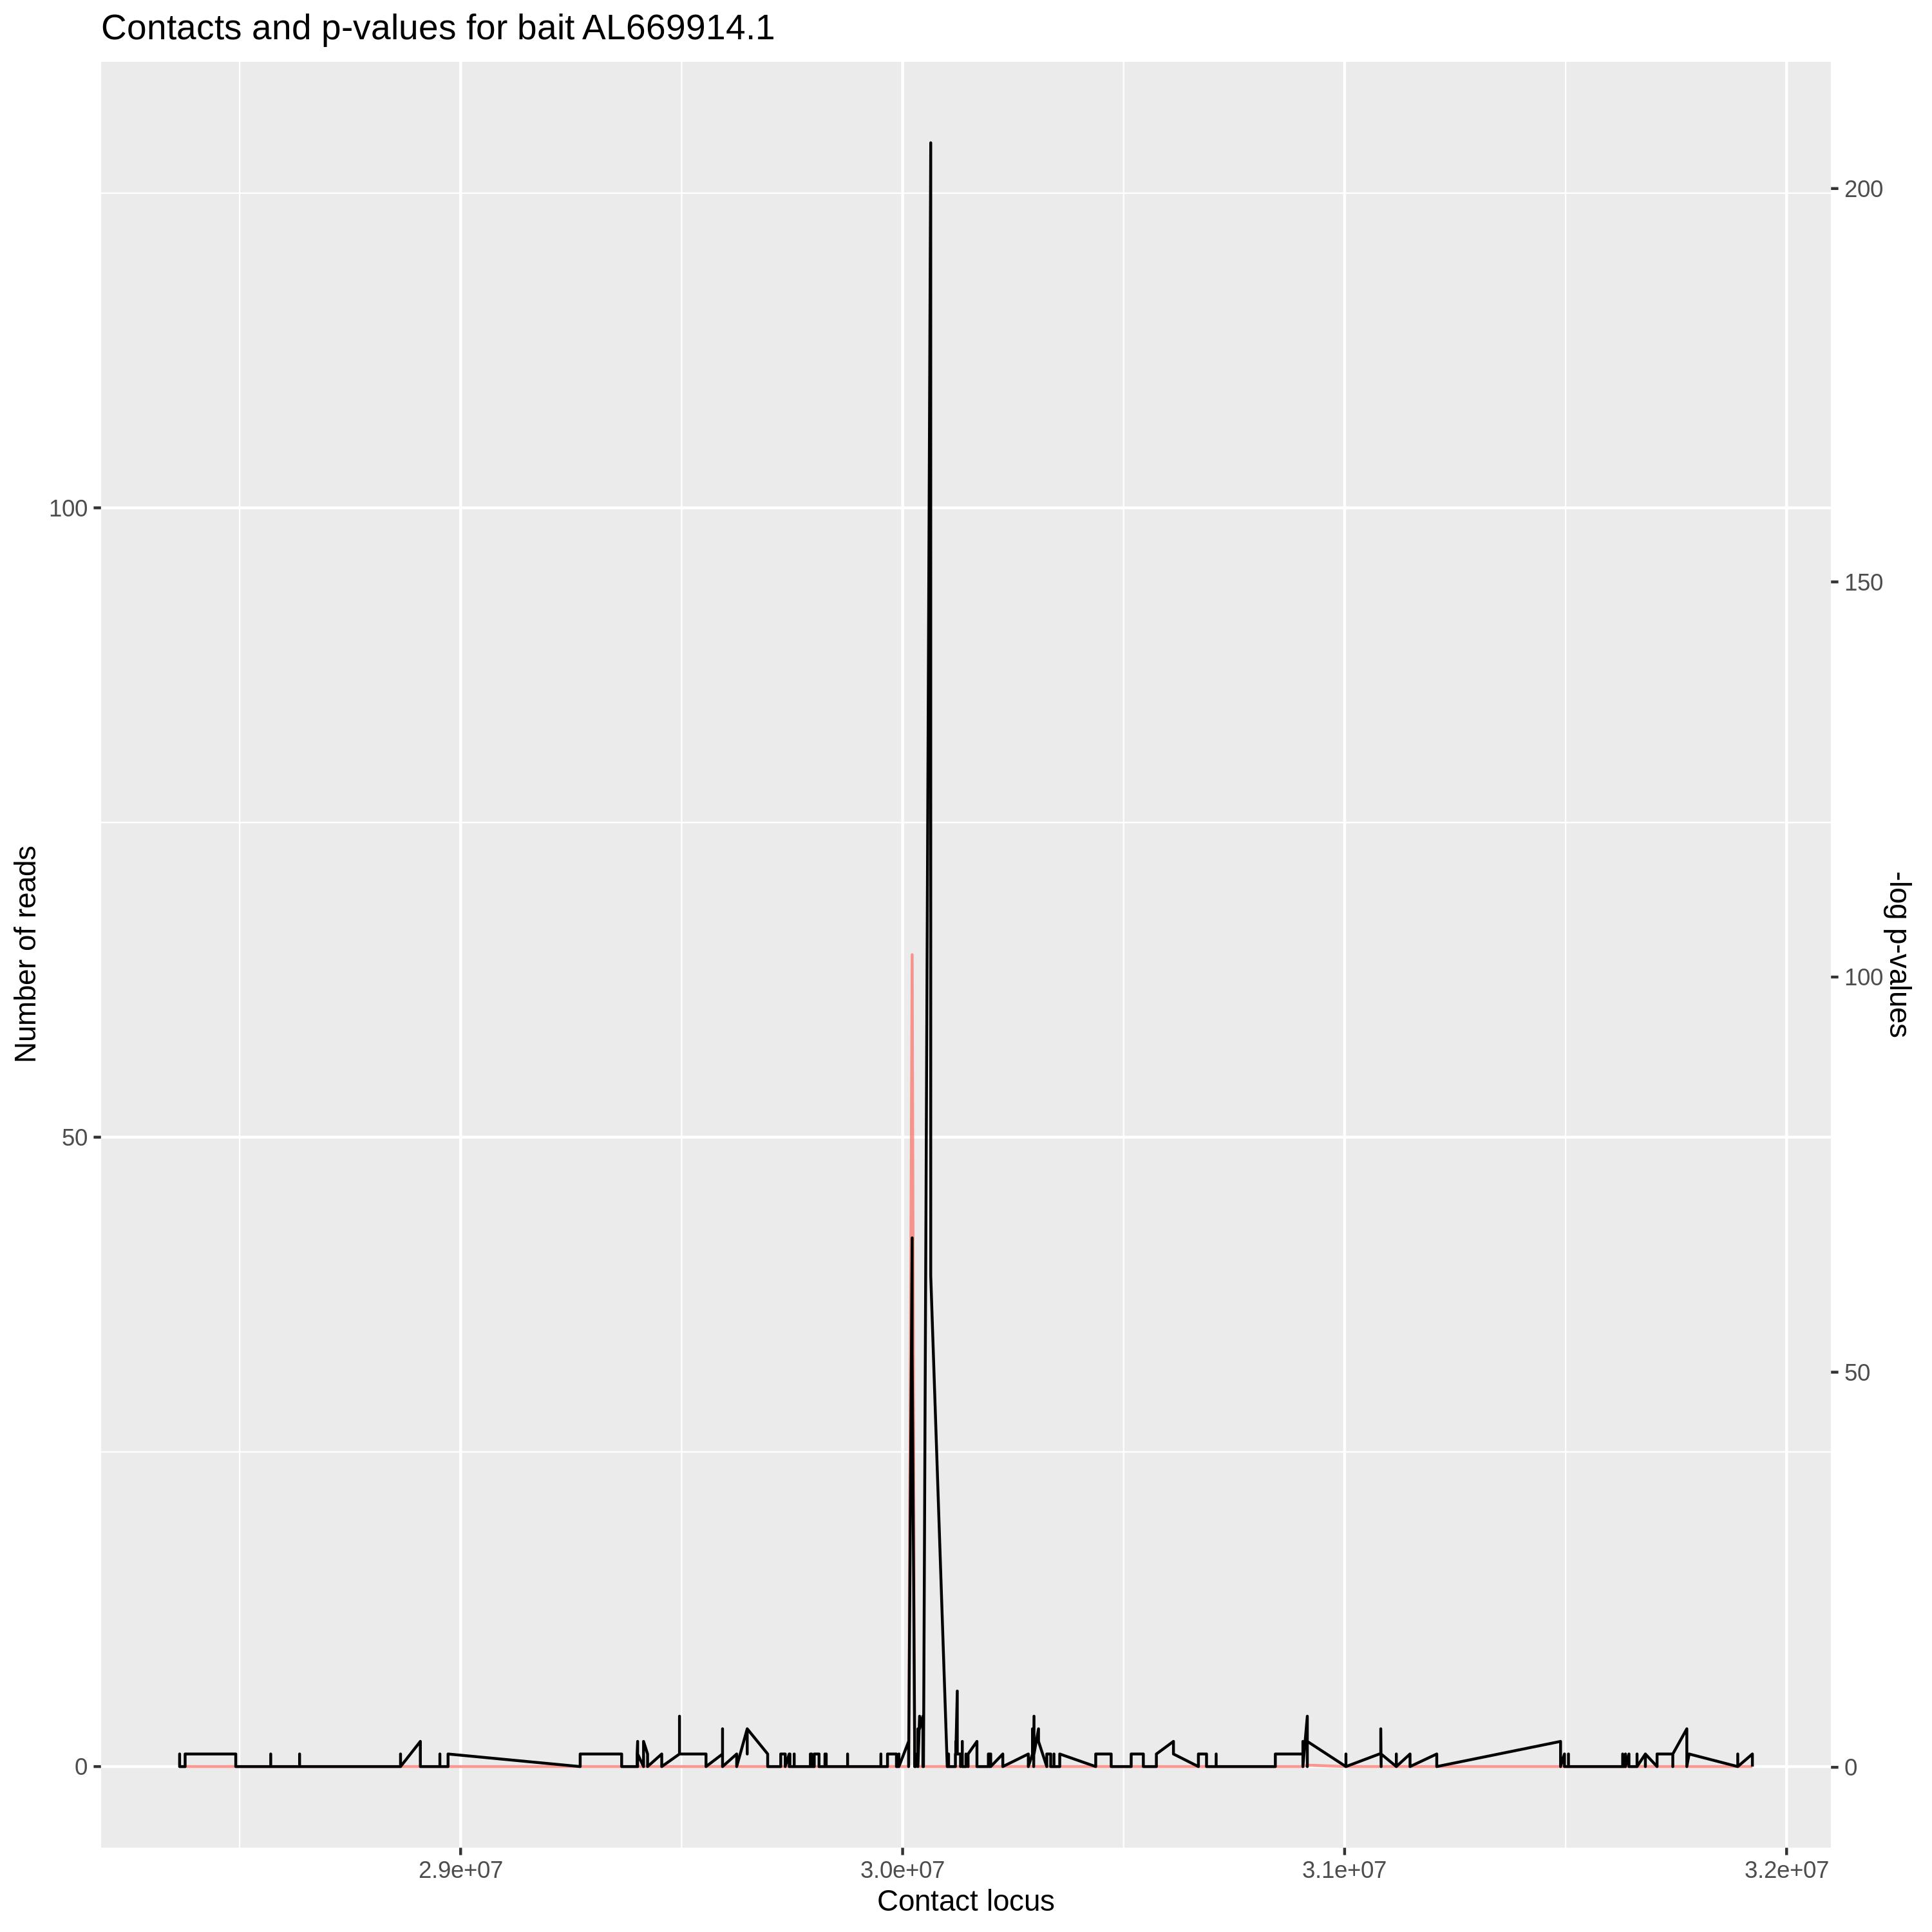 Contacts and p-values for bait AL669914.1
200
100
150
Number of reads
-log p-values
100
50
50
0
0
2.9e+07
3.0e+07
3.1e+07
3.2e+07
Contact locus